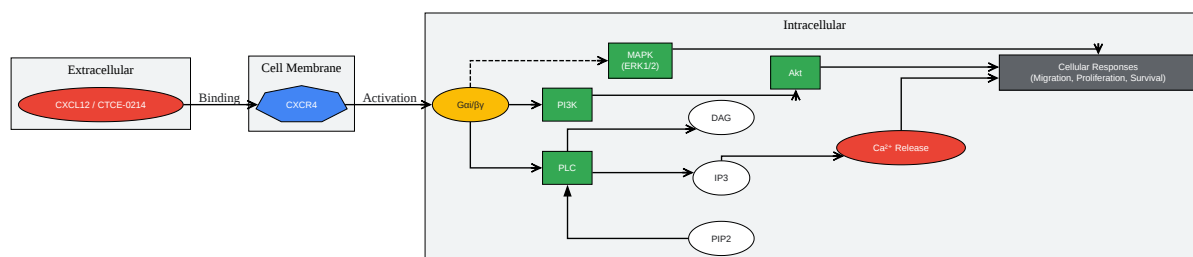 Extracellular
CXCL12 / CTCE-0214
Binding
Cell Membrane
CXCR4
Activation
Intracellular
Gαi/βγ
MAPK
(ERK1/2)
PI3K
Akt
DAG
PLC
IP3
PIP2
Ca²⁺ Release
Cellular Responses
(Migration, Proliferation, Survival)